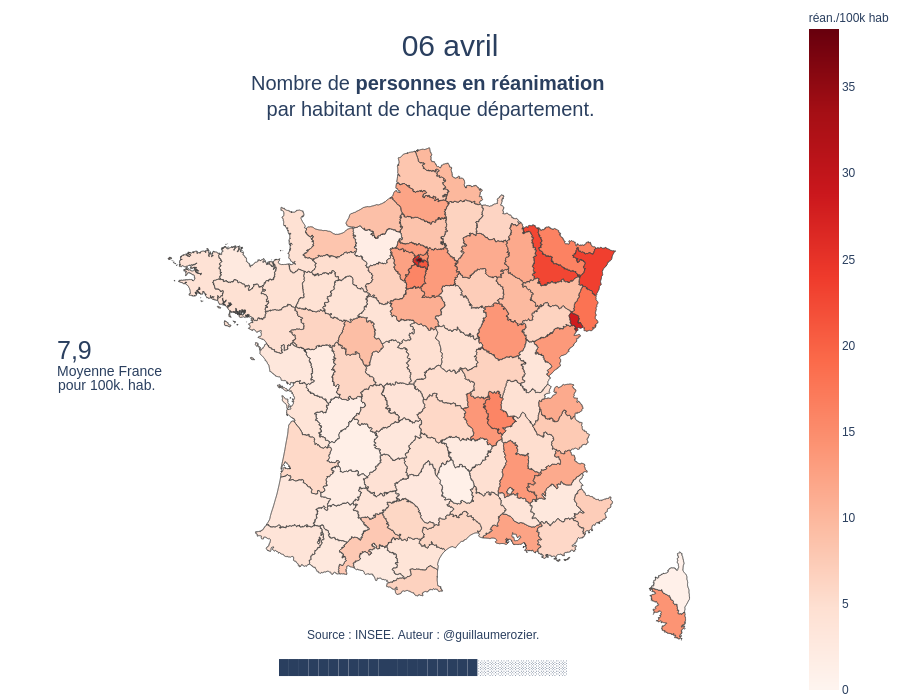 réan./100k hab
06 avril
Nombre de personnes en réanimation
par habitant de chaque département.
35
30
25
20
15
10
5
0
7,9
Moyenne France
pour 100k. hab.
Source : INSEE. Auteur : @guillaumerozier.